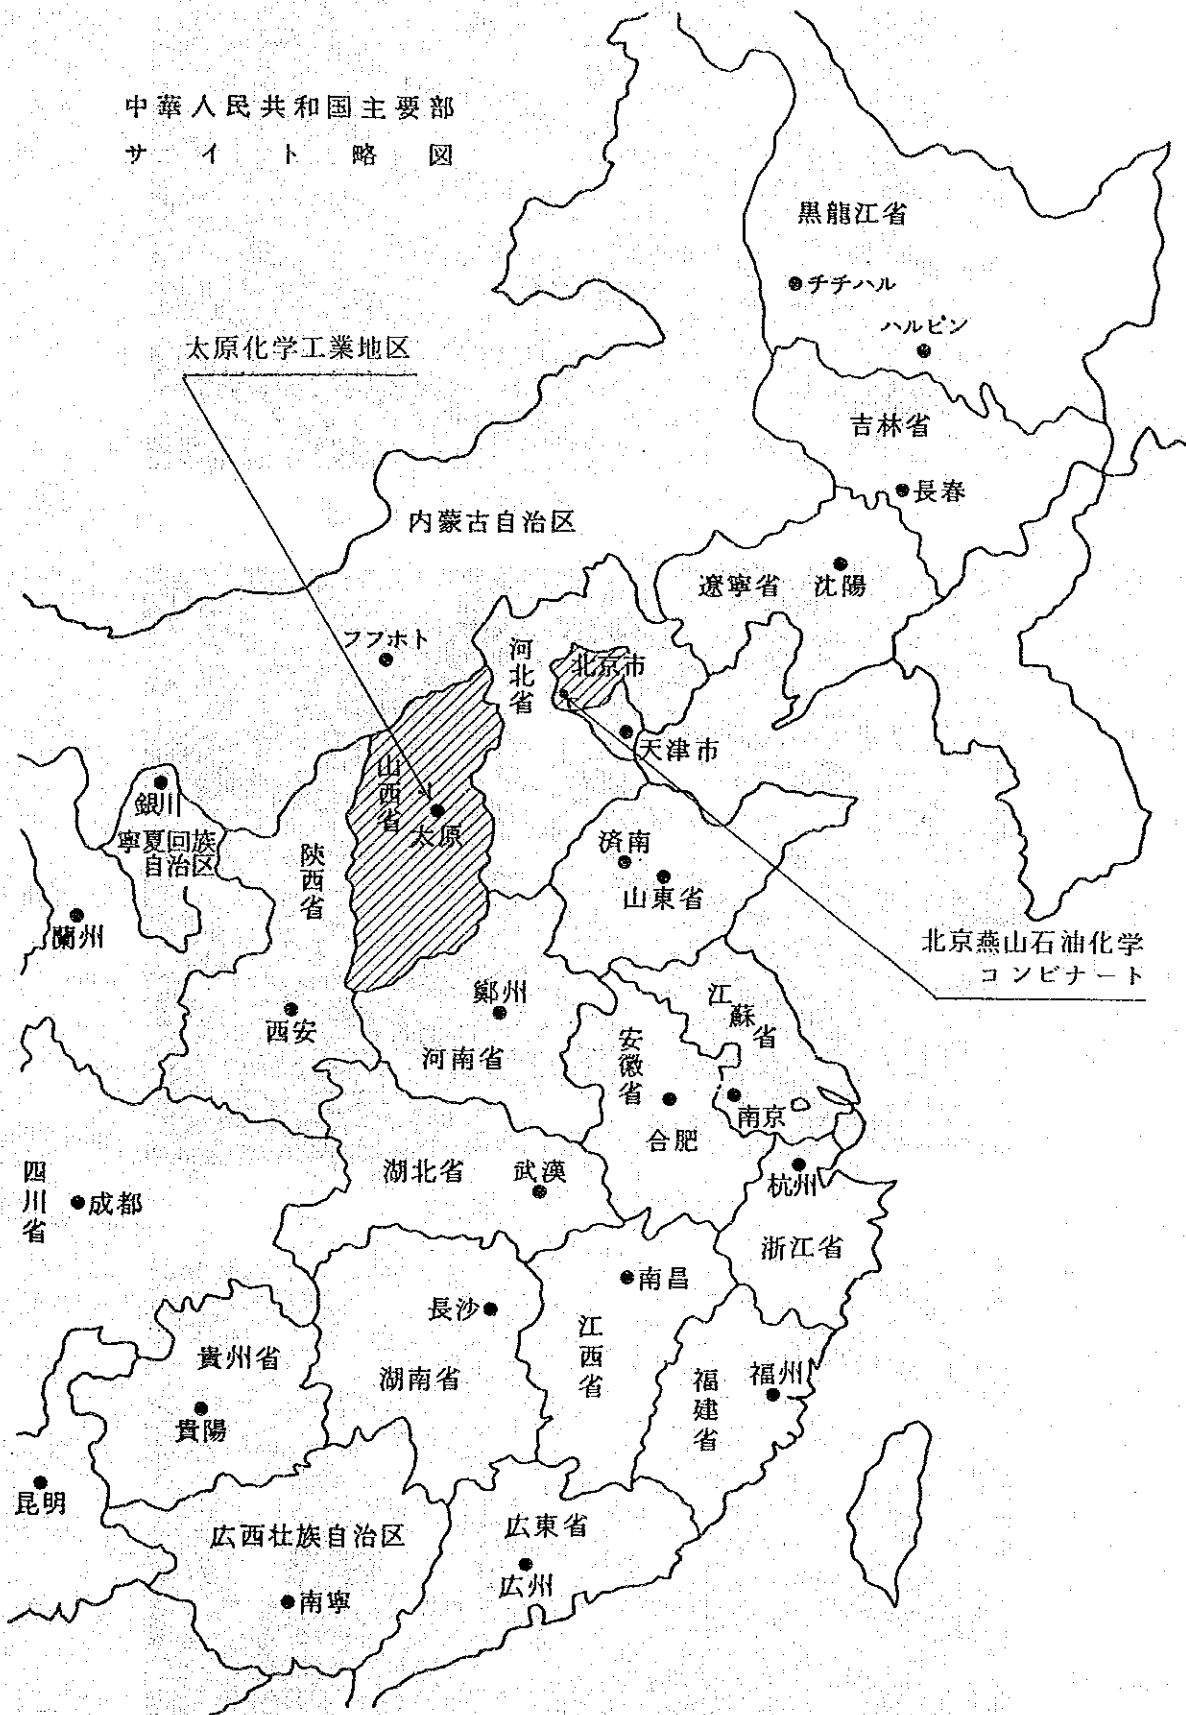 中華人民共和国主要部
サイト略図
黒龍江省
チチハル
ハルピン
太原化学工業地区
吉林省
長春
内蒙古自治区
遼寧省
沈陽
フフホト
河北省
北京市
天津市
山西省
太原
銀川
寧夏回族
自治区
陝西省
済南
山東省
蘭州
北京燕山石油化学
コンビナート
鄭州
西安
河南省
江蘇省
安徽省
南京
合肥
湖北省
武漢
杭州
四川省
成都
浙江省
南昌
長沙
江西省
貴州省
湖南省
福州
福建省
貴陽
昆明
広西壮族自治区
広東省
広州
南寧